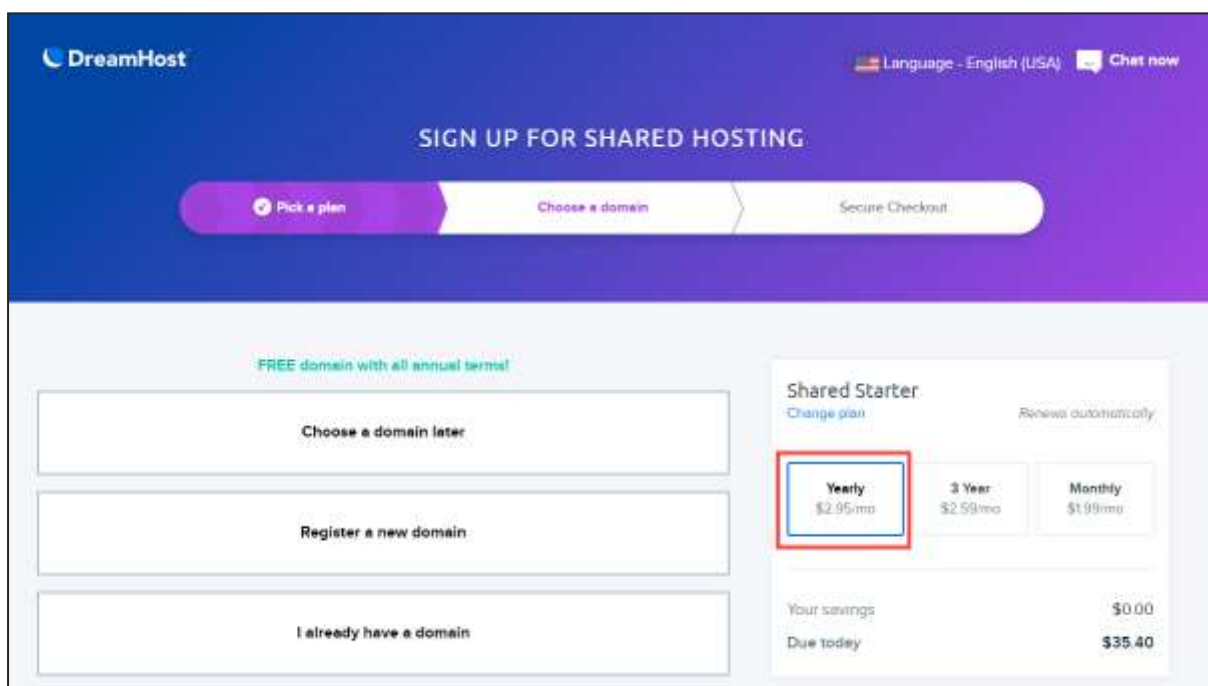 DreamHost
Language - English (USA)
Chat now
SIGN UP FOR SHARED HOSTING
Pick a plan
Choose a domain
Secure Checkout
FREE domain with all annual terms!
Choose a domain later
Register a new domain
I already have a domain
Shared Starter
Change plan
Renews automatically
Yearly
$2.95/mo
3 Year
$2.59/mo
Monthly
$1.99/mo
Your savings
$0.00
Due today
$35.40